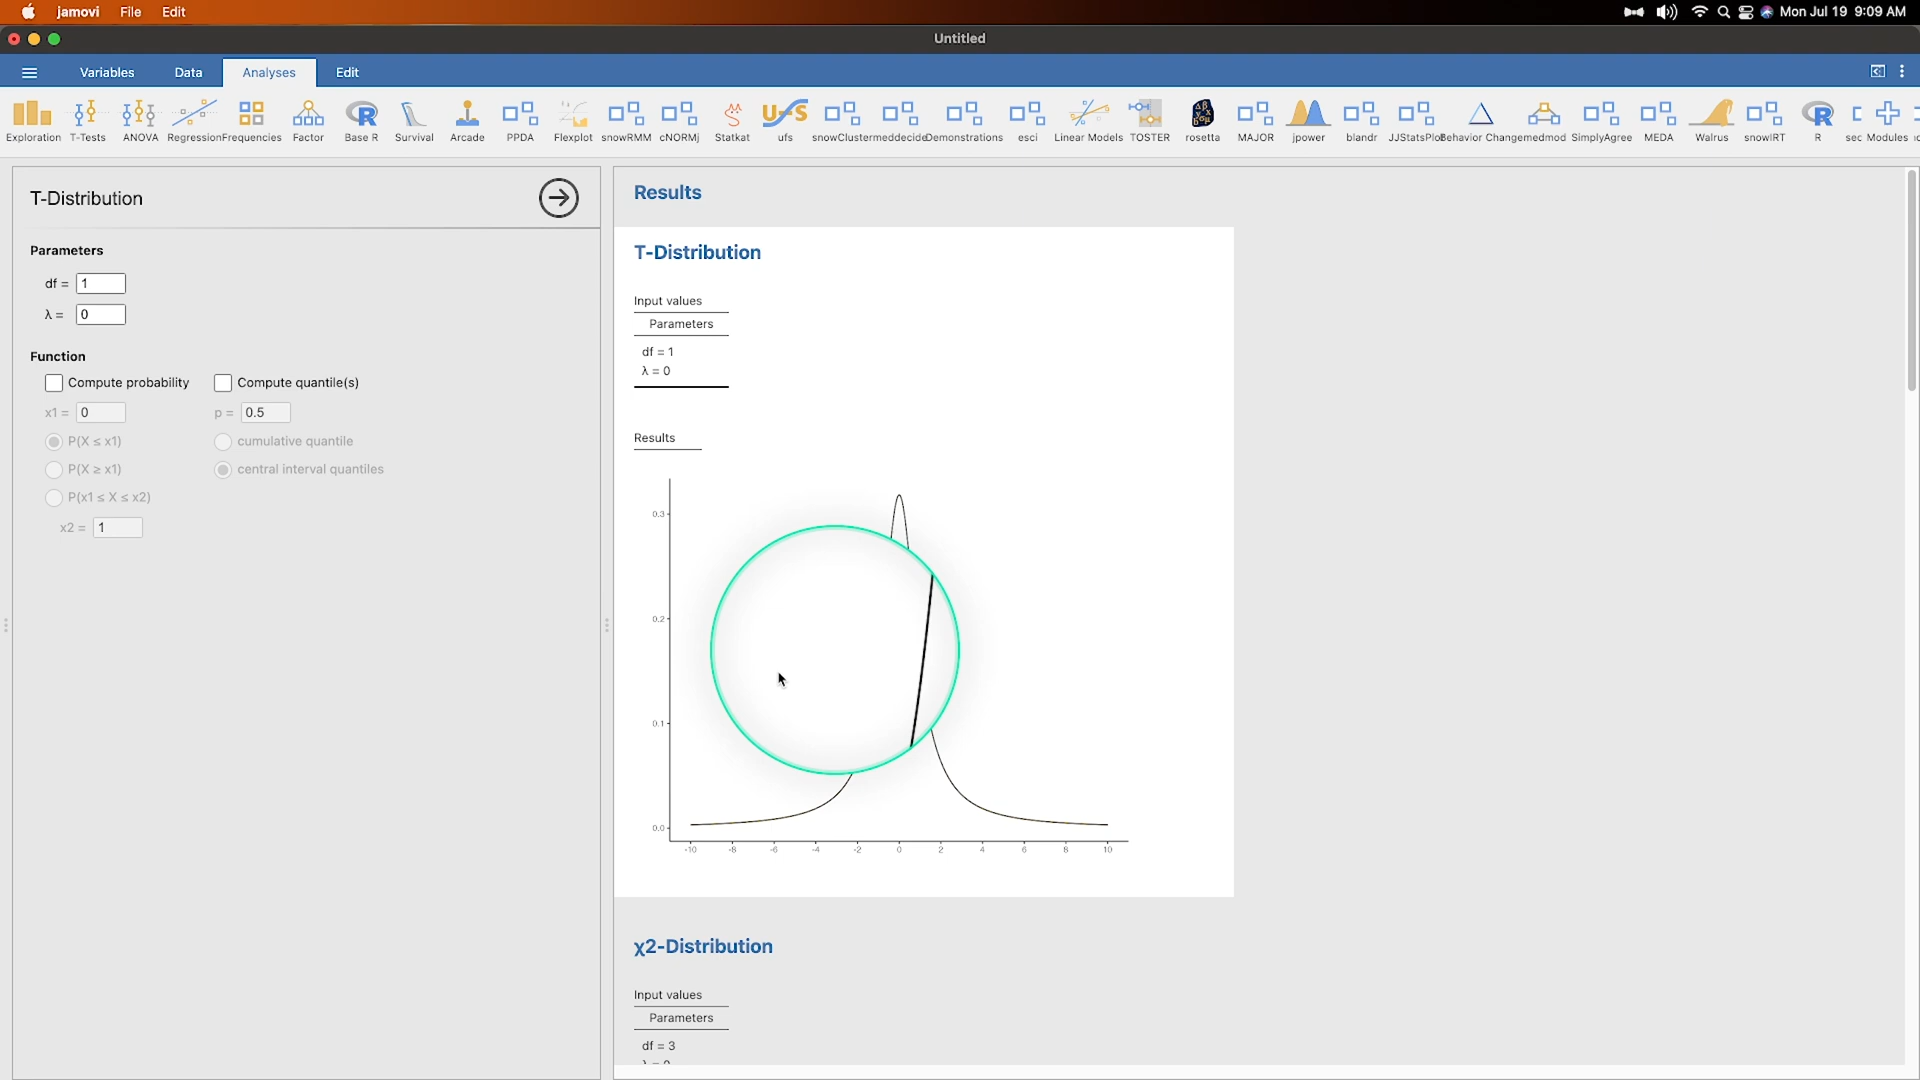 jamovi File Edit Mon Jul 19 9:09 AM
Untitled
Variables Data Analyses Edit
Exploration T-Tests ANOVA Regression Frequencies Factor Base R Survival Arcade PPDA Flexplot snowRMM cNORMj Statkat ufs snowCluster meddecide Demonstrations esci Linear Models TOSTER rosetta MAJOR jpower blandr JJStatsPlo Behavior Change medmod SimplyAgree MEDA Walrus snowIRT R sec Modules
T-Distribution
Parameters
df = 1
λ = 0
Function
Compute probability Compute quantile(s)
x1 = 0 p = 0.5
P(X ≤ x1) cumulative quantile
P(X ≥ x1) central interval quantiles
P(x1 ≤ X ≤ x2)
x2 = 1
Results
T-Distribution
Input values
Parameters
df = 1
λ = 0
Results
0.3
0.2
0.1
0.0
-10 -8 -6 -4 -2 0 2 4 6 8 10
χ2-Distribution
Input values
Parameters
df = 3